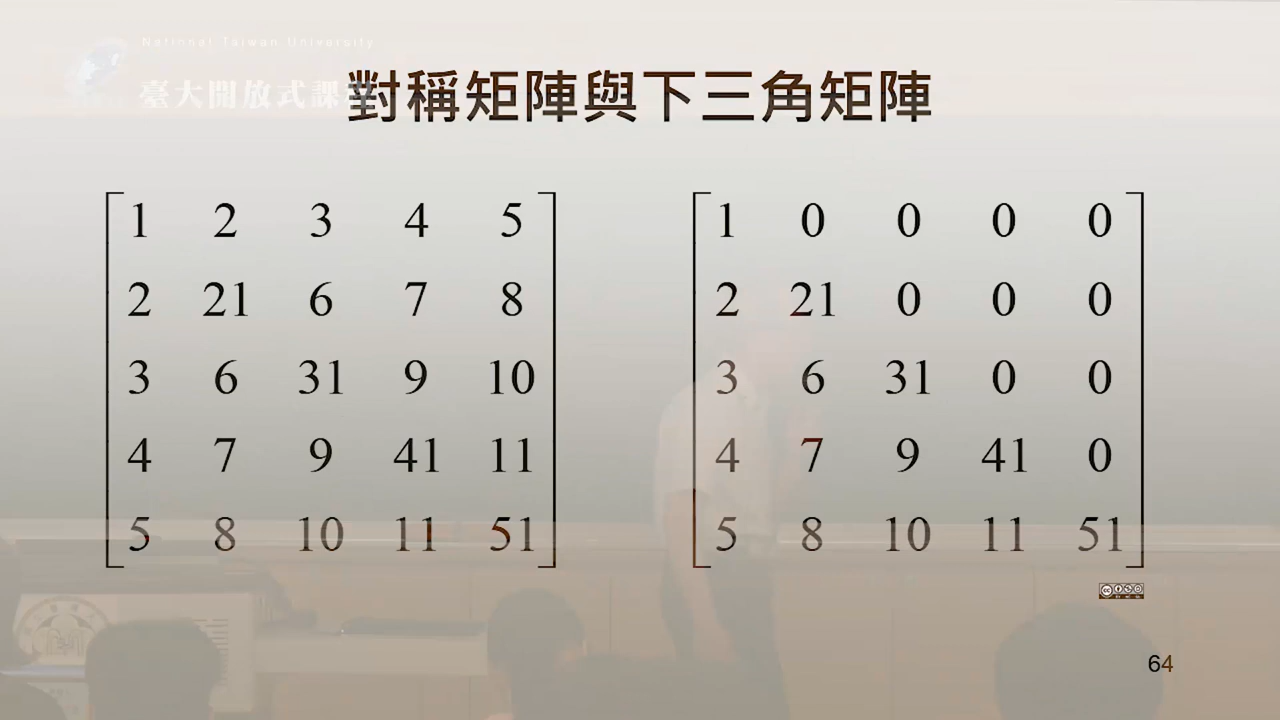 National Taiwan University
臺大開放式課
對稱矩陣與下三角矩陣
1 2 3 4 5
2 21 6 7 8
3 6 31 9 10
4 7 9 41 11
5 8 10 11 51
1 0 0 0 0
2 21 0 0 0
3 6 31 0 0
4 7 9 41 0
5 8 10 11 51
64